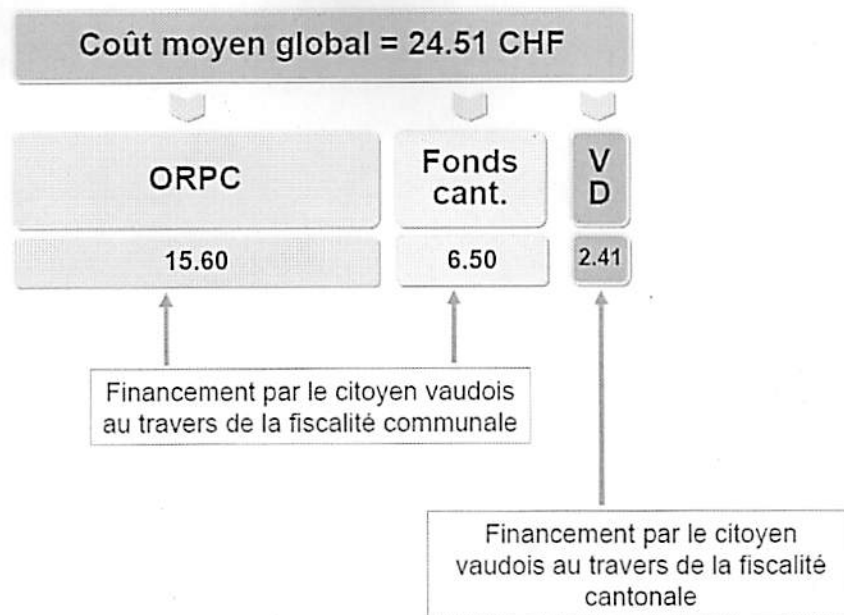 Coût moyen global = 24.51 CHF
ORPC
Fonds
cant.
V
D
15.60
6.50
2.41
Financement par le citoyen vaudois
au travers de la fiscalité communale
Financement par le citoyen
vaudois au travers de la fiscalité
cantonale